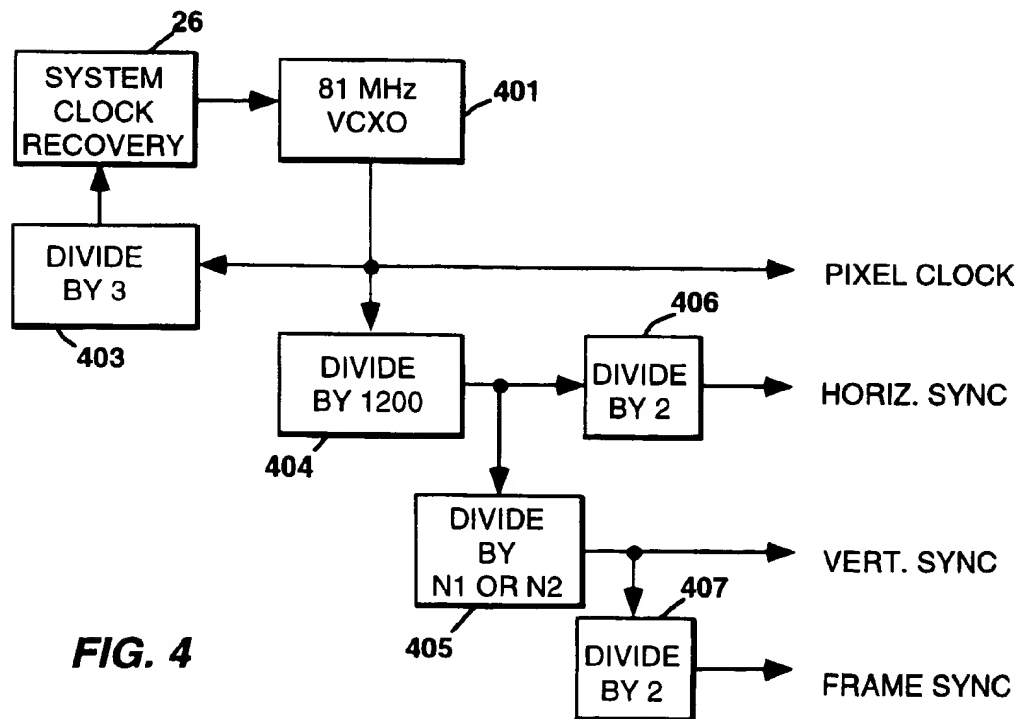 26
SYSTEM
CLOCK
RECOVERY
81 MHz
VCXO
401
DIVIDE
BY 3
403
PIXEL CLOCK
DIVIDE
BY 1200
404
406
DIVIDE
BY 2
HORIZ. SYNC
DIVIDE
BY
N1 OR N2
405
VERT. SYNC
407
DIVIDE
BY 2
FRAME SYNC
FIG. 4